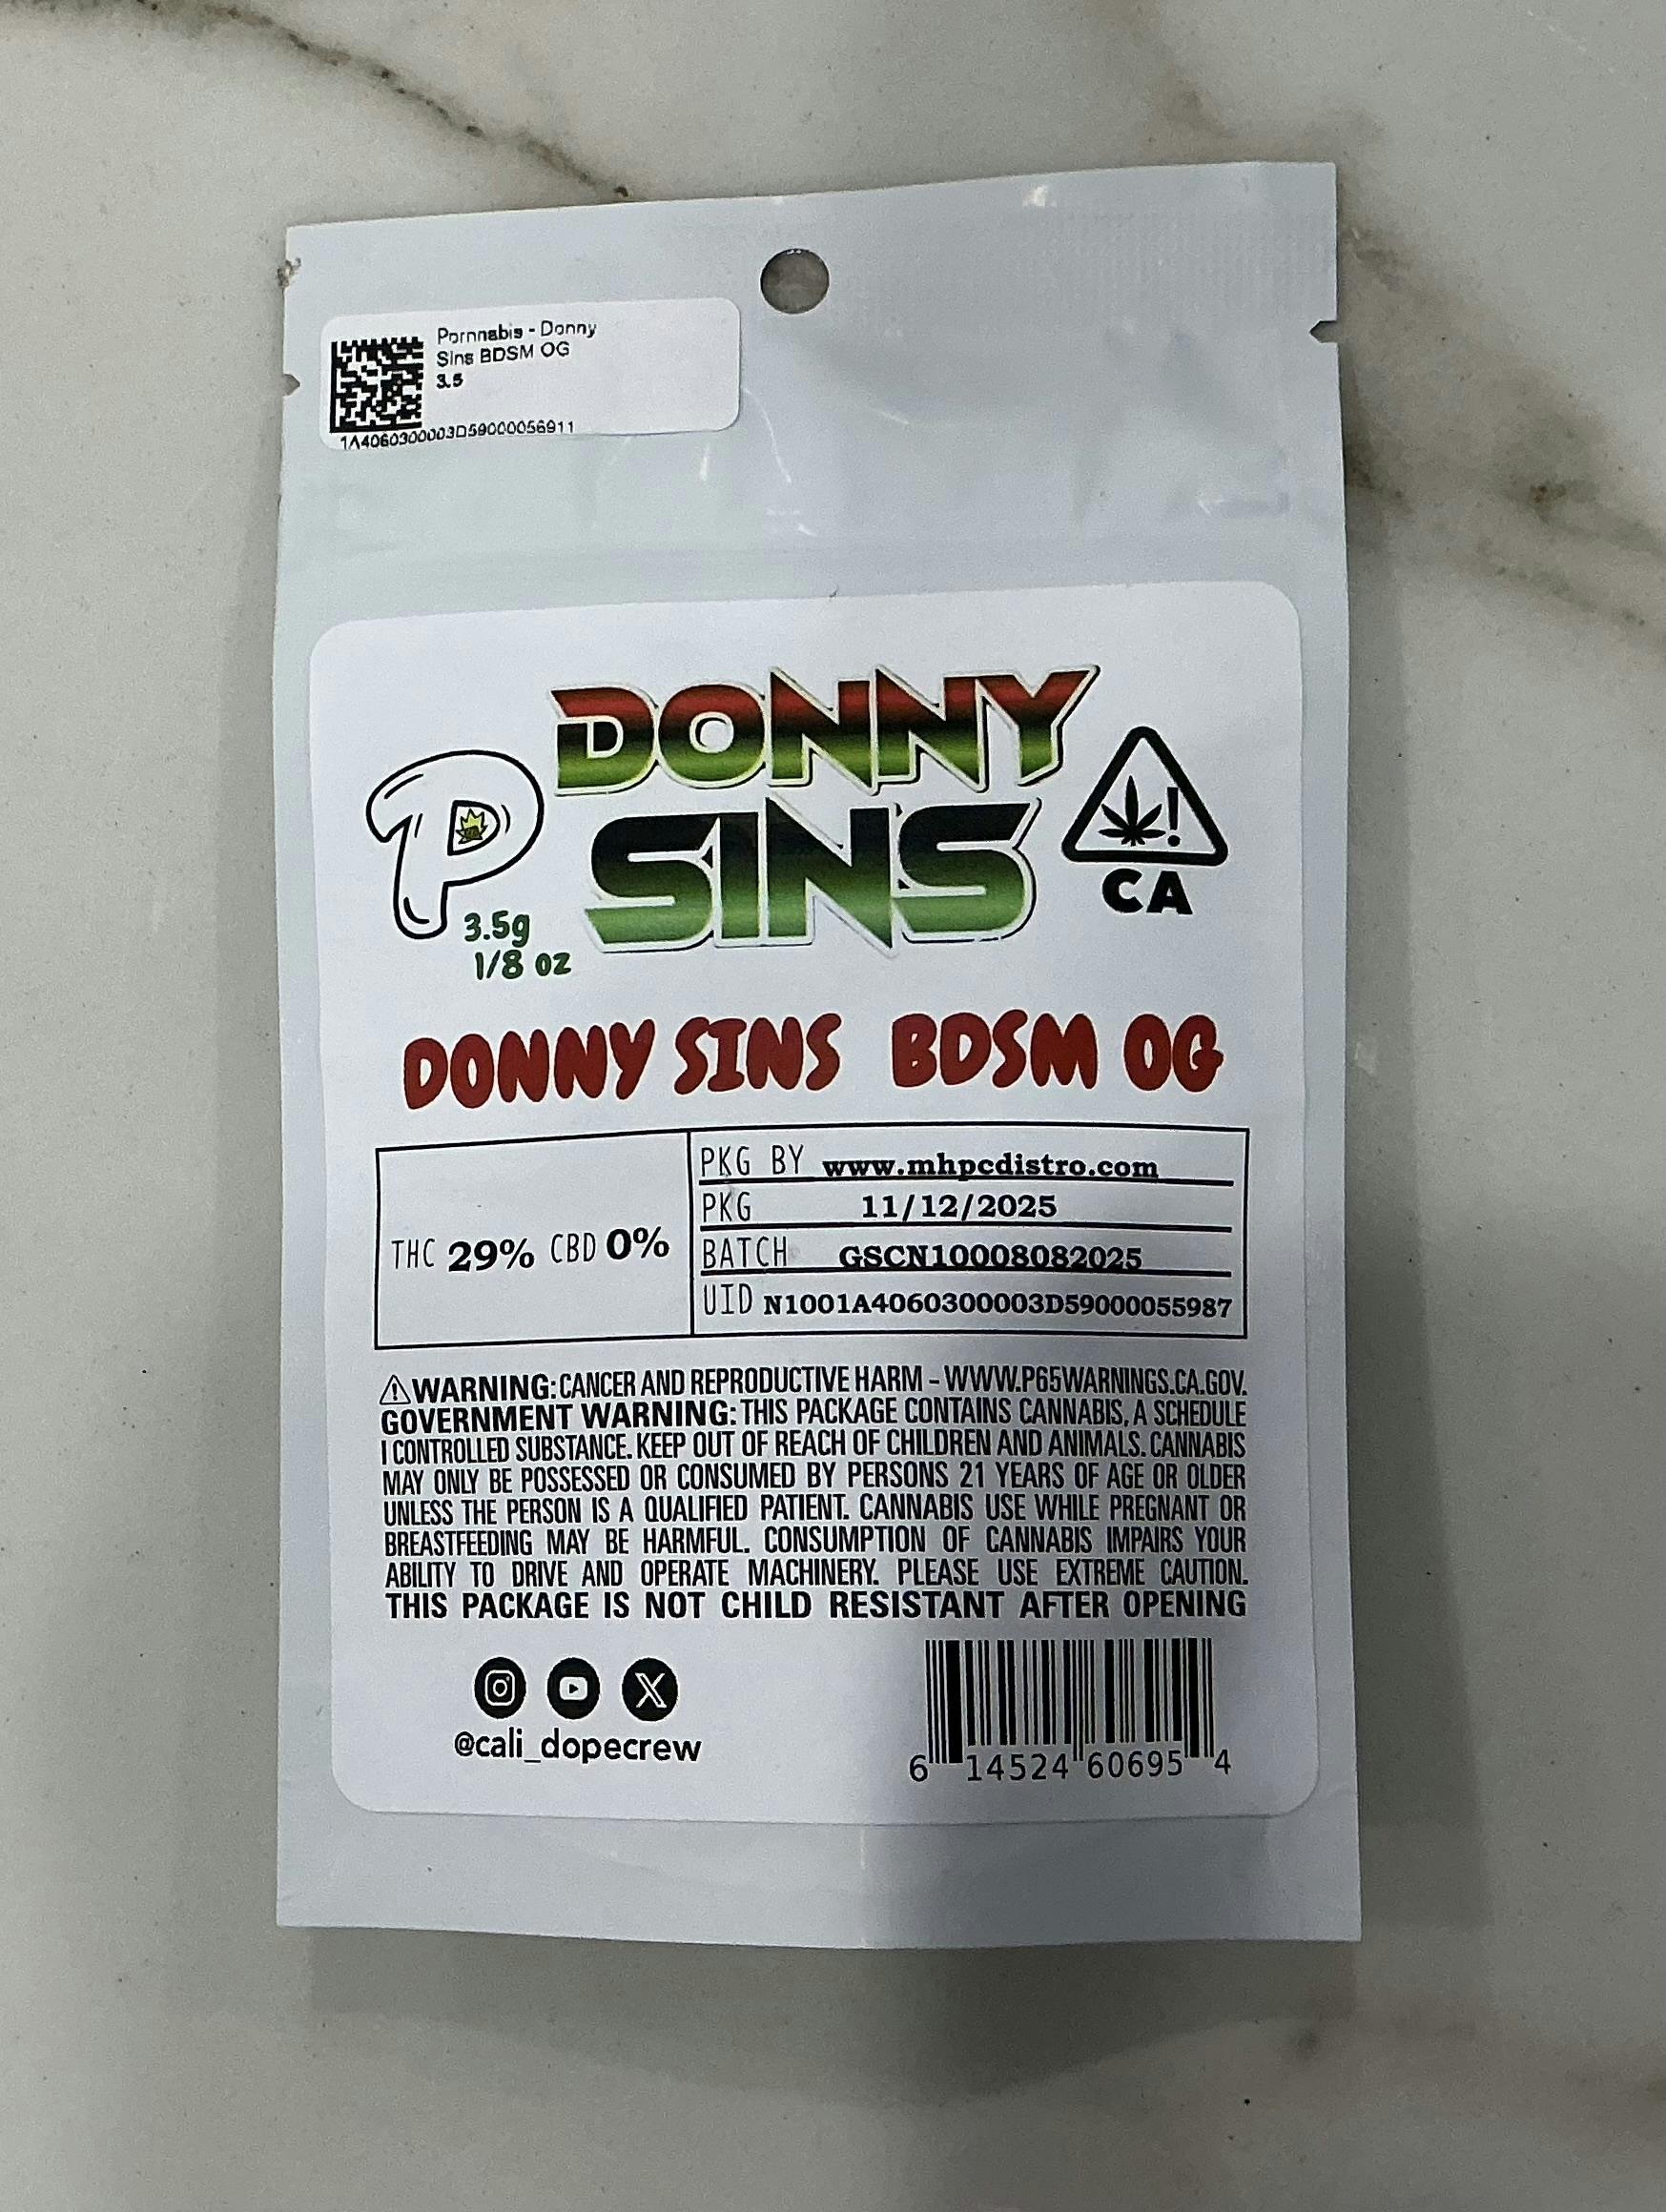 Pornnabis - Donny
Sins BDSM OG
3.5
1A4060300003D59000056911
DONNY
SINS
P
3.5g
1/8 oz
CA
DONNY SINS BDSM OG
THC 29% CBD 0%
PKG BY www.mhpcdistro.com
PKG 11/12/2025
BATCH GSCN10008082025
UID N1001A4060300003D59000055987
WARNING: CANCER AND REPRODUCTIVE HARM - WWW.P65WARNINGS.CA.GOV.
GOVERNMENT WARNING: THIS PACKAGE CONTAINS CANNABIS, A SCHEDULE
I CONTROLLED SUBSTANCE. KEEP OUT OF REACH OF CHILDREN AND ANIMALS. CANNABIS
MAY ONLY BE POSSESSED OR CONSUMED BY PERSONS 21 YEARS OF AGE OR OLDER
UNLESS THE PERSON IS A QUALIFIED PATIENT. CANNABIS USE WHILE PREGNANT OR
BREASTFEEDING MAY BE HARMFUL. CONSUMPTION OF CANNABIS IMPAIRS YOUR
ABILITY TO DRIVE AND OPERATE MACHINERY. PLEASE USE EXTREME CAUTION.
THIS PACKAGE IS NOT CHILD RESISTANT AFTER OPENING
@cali_dopecrew
6 14524 60695 4